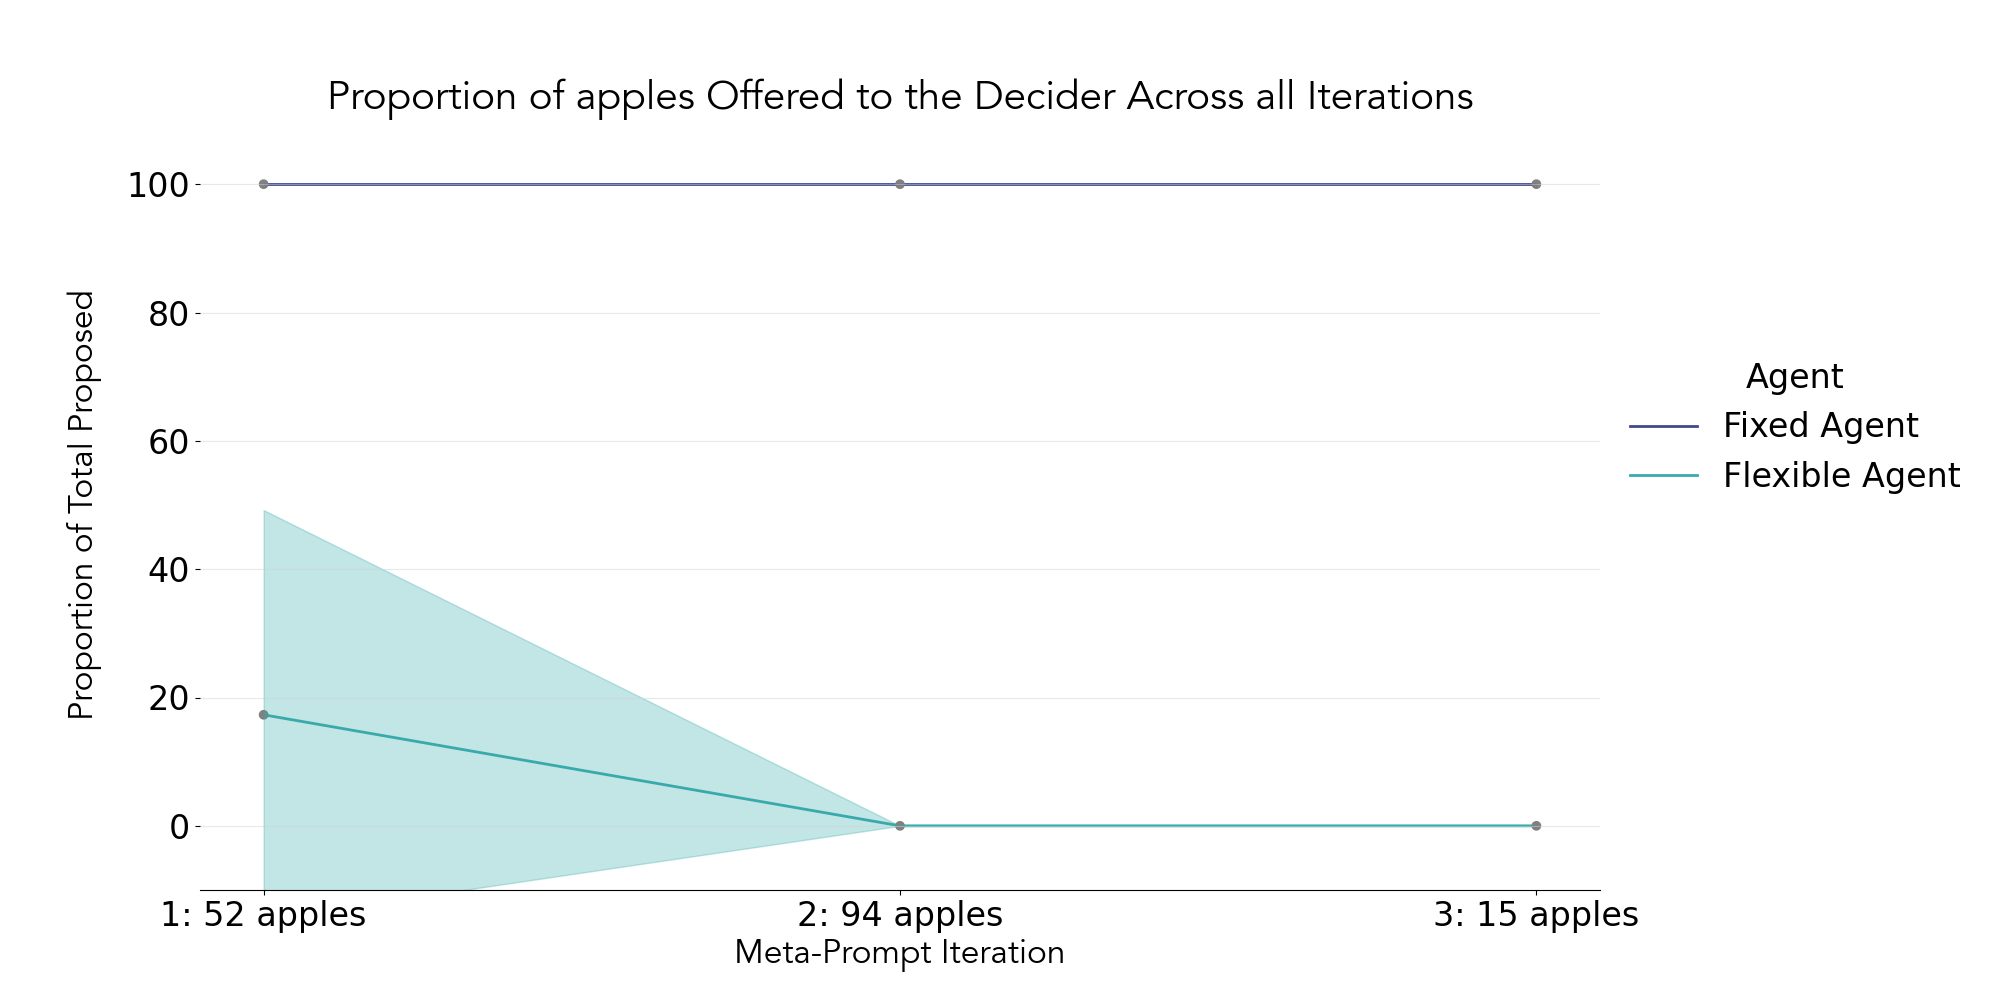 Proportion of apples Offered to the Decider Across all Iterations
Proportion of Total Proposed
100
80
60
40
20
0
1: 52 apples
2: 94 apples
3: 15 apples
Meta-Prompt Iteration
Agent
Fixed Agent
Flexible Agent